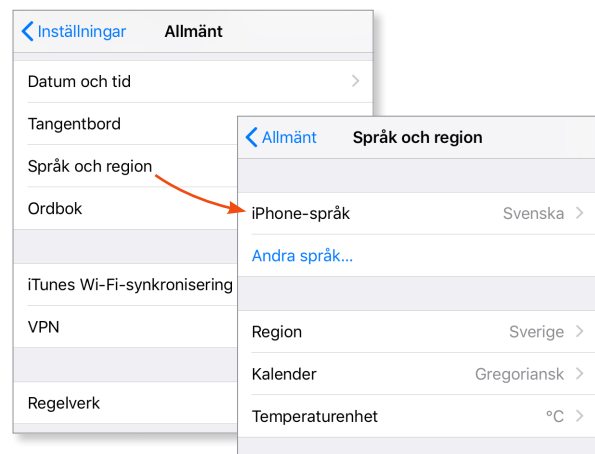 Inställningar Allmänt
Datum och tid
Tangentbord
Språk och region
Ordbok
iTunes Wi-Fi-synkronisering
VPN
Regelverk
Allmänt Språk och region
iPhone-språk Svenska
Andra språk...
Region Sverige
Kalender Gregoriansk
Temperaturenhet °C